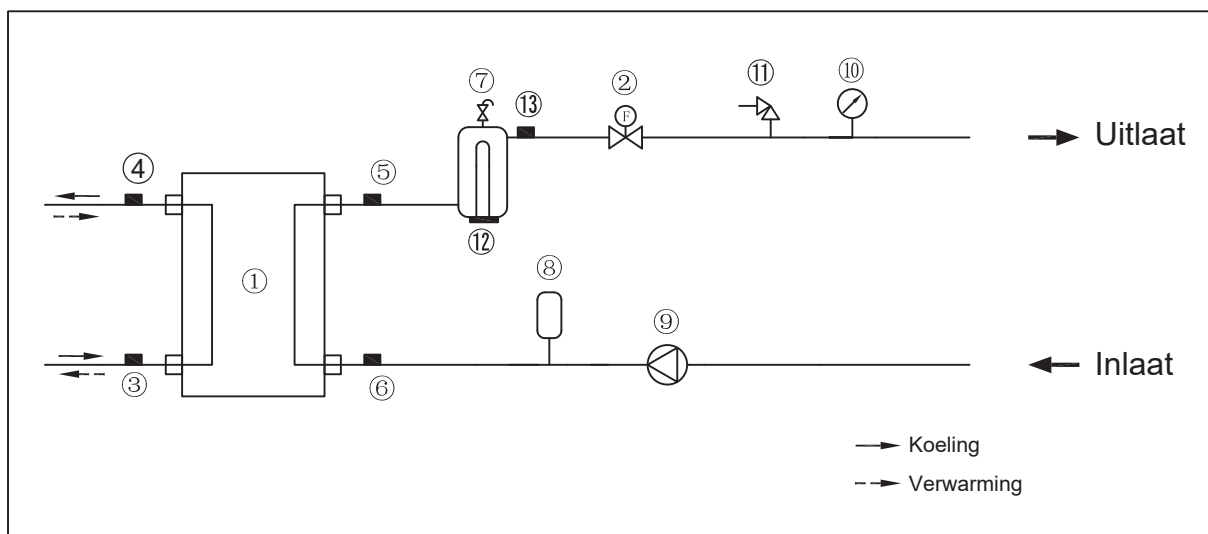 ⑦ ⑬ ② ⑪ ⑩
F
Uitlaat
④ ⑤
⑫
①
⑧
⑨
Inlaat
③ ⑥
Koeling
Verwarming